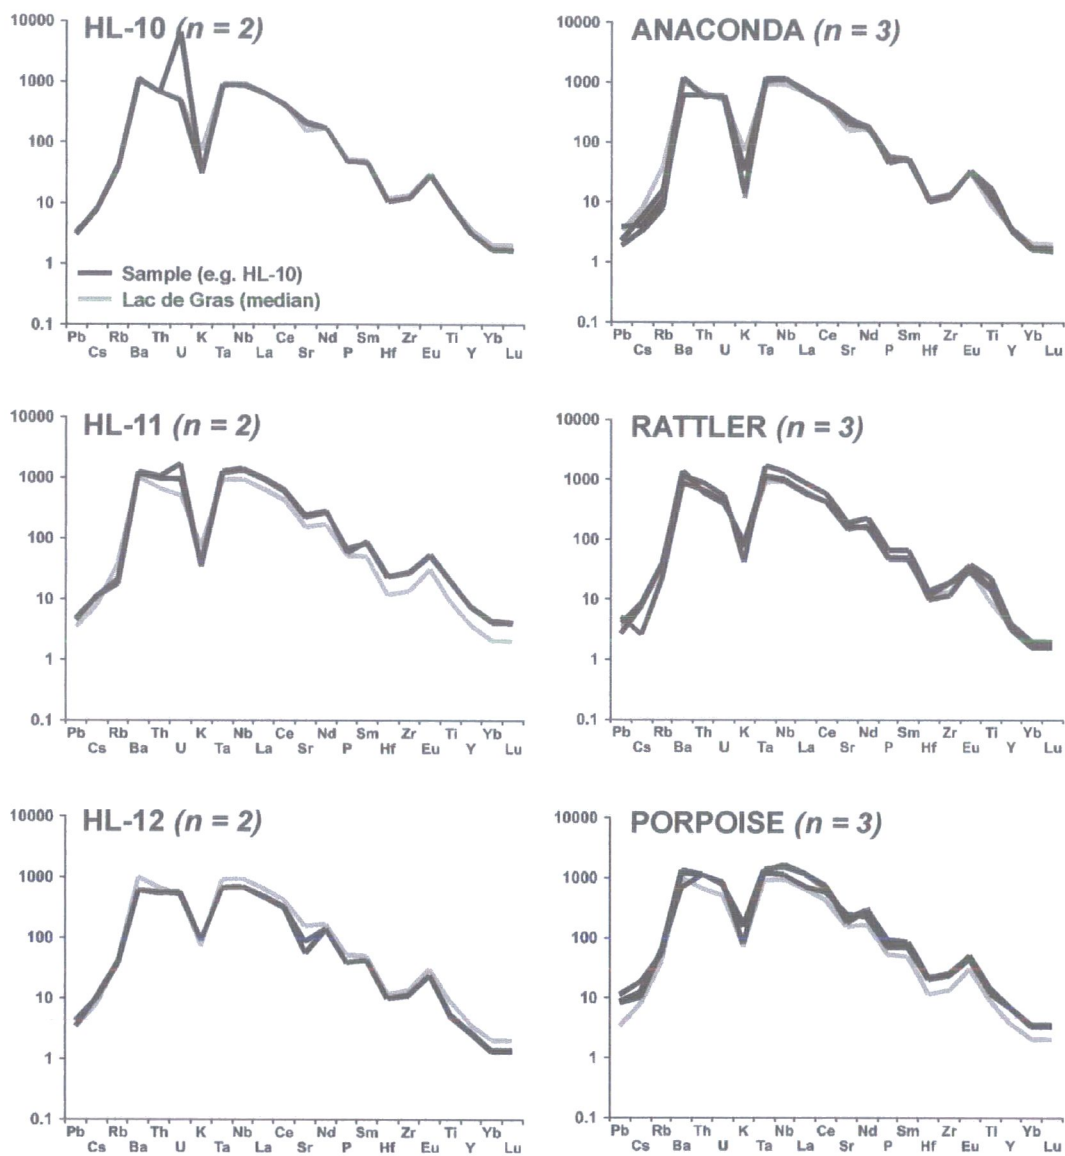 HL-10 (n = 2)
10000
1000
100
10
1
0.1
Sample (e.g. HL-10)
Lac de Gras (median)
Pb Rb Th K Nb Ce Nd Sm Zr Ti Yb
Cs Ba U Ta La Sr P Hf Eu Y Lu
ANACONDA (n = 3)
10000
1000
100
10
1
0.1
Pb Rb Th K Nb Ce Nd Sm Zr Ti Yb
Cs Ba U Ta La Sr P Hf Eu Y Lu
HL-11 (n = 2)
10000
1000
100
10
1
0.1
Pb Rb Th K Nb Ce Nd Sm Zr Ti Yb
Cs Ba U Ta La Sr P Hf Eu Y Lu
RATTLER (n = 3)
10000
1000
100
10
1
0.1
Pb Rb Th K Nb Ce Nd Sm Zr Ti Yb
Cs Ba U Ta La Sr P Hf Eu Y Lu
HL-12 (n = 2)
10000
1000
100
10
1
0.1
Pb Rb Th K Nb Ce Nd Sm Zr Ti Yb
Cs Ba U Ta La Sr P Hf Eu Y Lu
PORPOISE (n = 3)
10000
1000
100
10
1
0.1
Pb Rb Th K Nb Ce Nd Sm Zr Ti Yb
Cs Ba U Ta La Sr P Hf Eu Y Lu